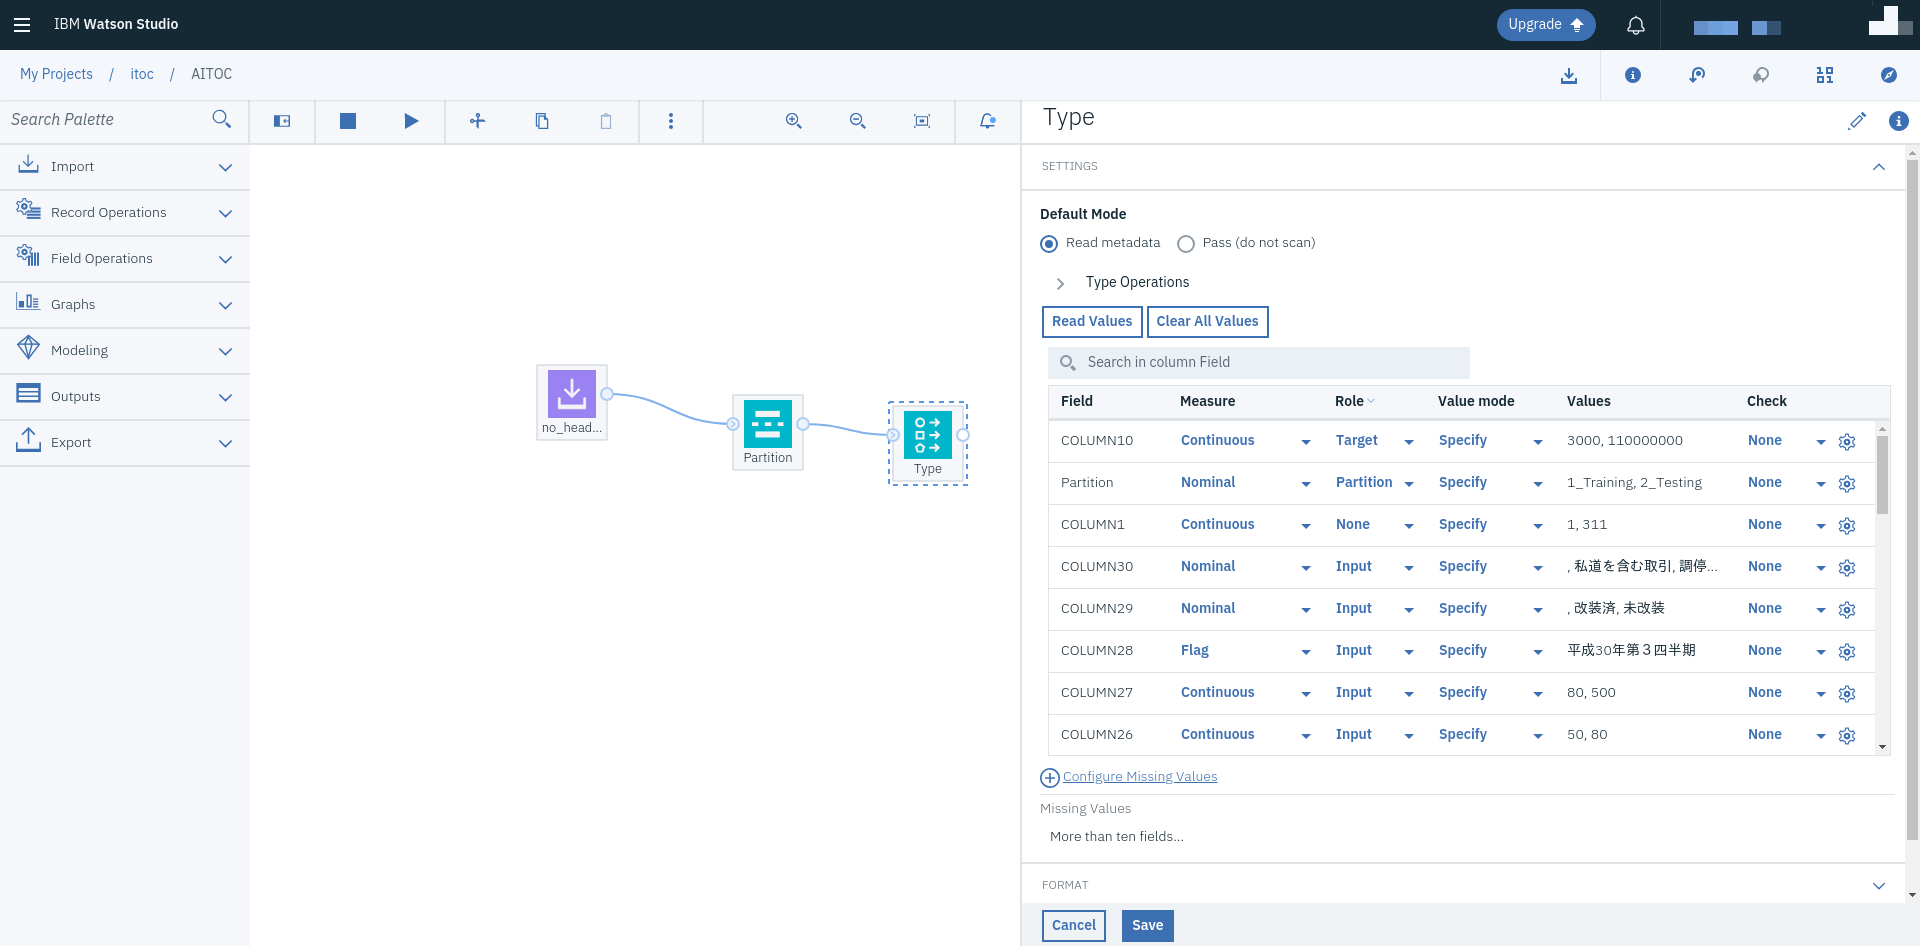 IBM Watson Studio
Upgrade
My Projects / itoc / AITOC
Search Palette
Import
Record Operations
Field Operations
Graphs
Modeling
Outputs
Export
no_head...
Partition
Type
Type
SETTINGS
Default Mode
Read metadata Pass (do not scan)
Type Operations
Read Values Clear All Values
Search in column Field
Field Measure Role Value mode Values Check
COLUMN10 Continuous Target Specify 3000, 110000000 None
Partition Nominal Partition Specify 1_Training, 2_Testing None
COLUMN1 Continuous None Specify 1, 311 None
COLUMN30 Nominal Input Specify , 私道を含む取引, 調停... None
COLUMN29 Nominal Input Specify , 改装済, 未改装 None
COLUMN28 Flag Input Specify 平成30年第３四半期 None
COLUMN27 Continuous Input Specify 80, 500 None
COLUMN26 Continuous Input Specify 50, 80 None
Configure Missing Values
Missing Values
More than ten fields...
FORMAT
Cancel Save